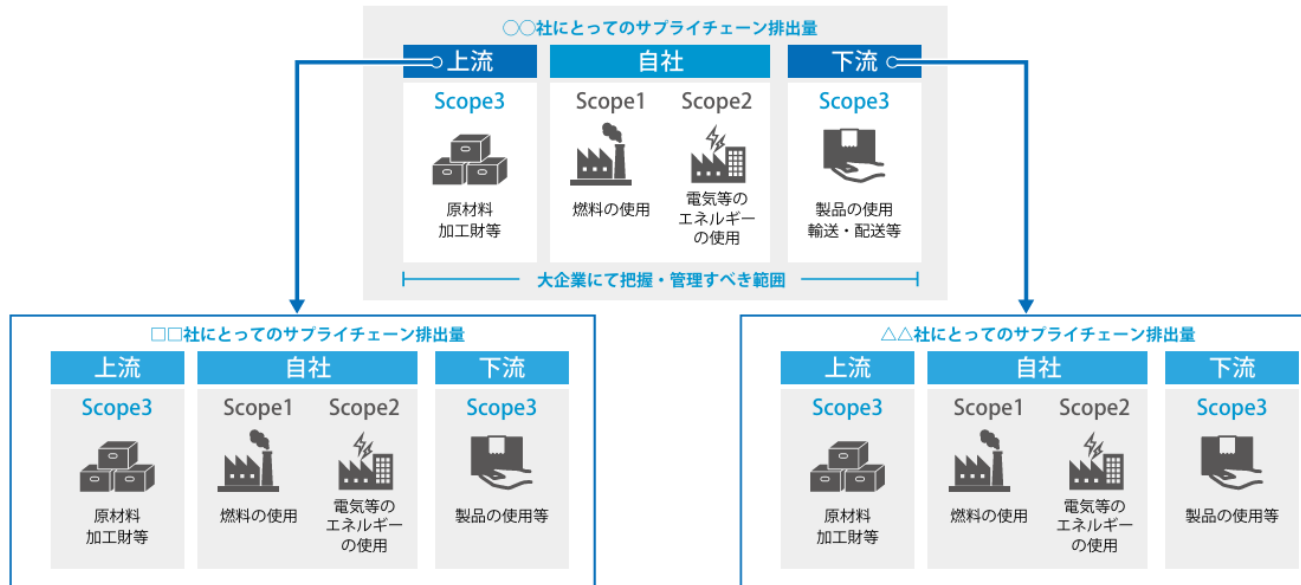 ○○社にとってのサプライチェーン排出量
上流
自社
下流
Scope3
Scope1
Scope2
Scope3
原材料
加工財等
燃料の使用
電気等の
エネルギー
の使用
製品の使用
輸送・配送等
大企業にて把握・管理すべき範囲
□□社にとってのサプライチェーン排出量
上流
自社
下流
Scope3
Scope1
Scope2
Scope3
原材料
加工財等
燃料の使用
電気等の
エネルギー
の使用
製品の使用等
△△社にとってのサプライチェーン排出量
上流
自社
下流
Scope3
Scope1
Scope2
Scope3
原材料
加工財等
燃料の使用
電気等の
エネルギー
の使用
製品の使用等